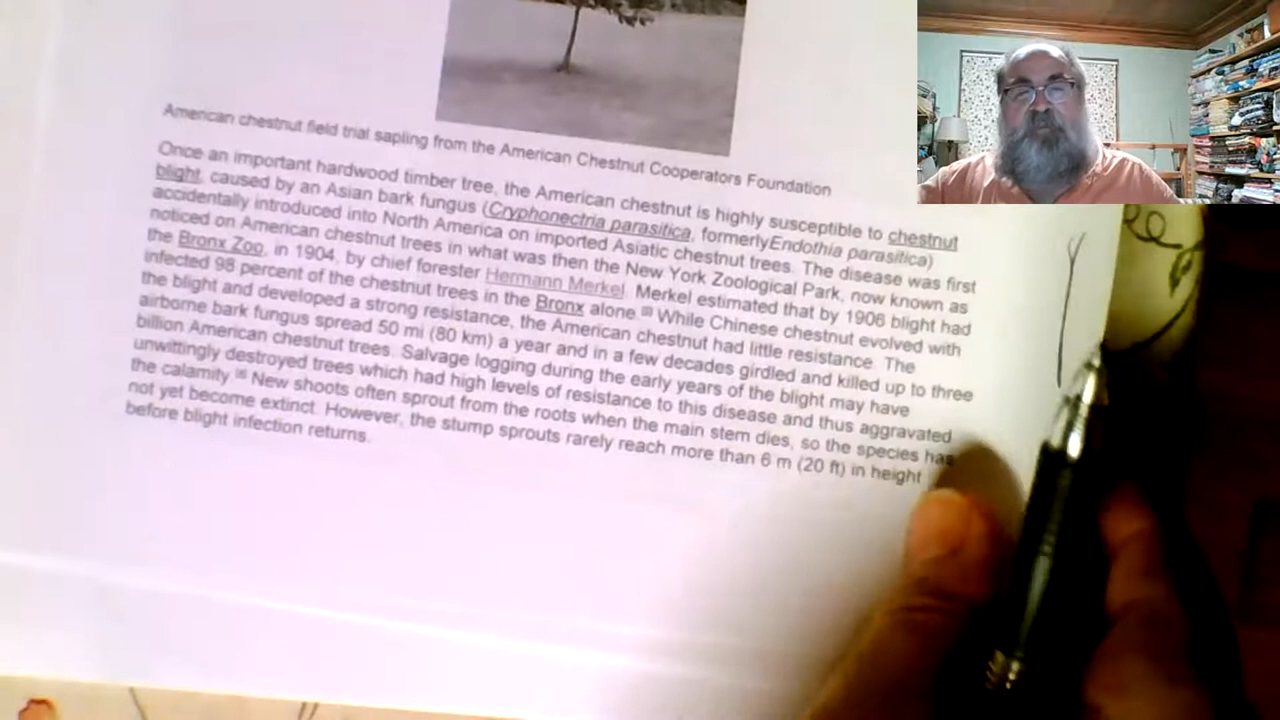 American chestnut field trial sapling from the American Chestnut Cooperators Foundation
Once an important hardwood timber tree, the American chestnut is highly susceptible to chestnut
blight, caused by an Asian bark fungus (Cryphonectria parasitica, formerlyEndothia parasitica)
accidentally introduced into North America on imported Asiatic chestnut trees. The disease was first
noticed on American chestnut trees in what was then the New York Zoological Park, now known as
the Bronx Zoo, in 1904, by chief forester Hermann Merkel. Merkel estimated that by 1906 blight had
infected 98 percent of the chestnut trees in the Bronx alone. While Chinese chestnut evolved with
the blight and developed a strong resistance, the American chestnut had little resistance. The
airborne bark fungus spread 50 mi (80 km) a year and in a few decades girdled and killed up to three
billion American chestnut trees. Salvage logging during the early years of the blight may have
unwittingly destroyed trees which had high levels of resistance to this disease and thus aggravated
the calamity. New shoots often sprout from the roots when the main stem dies, so the species has
not yet become extinct. However, the stump sprouts rarely reach more than 6 m (20 ft) in height
before blight infection returns.